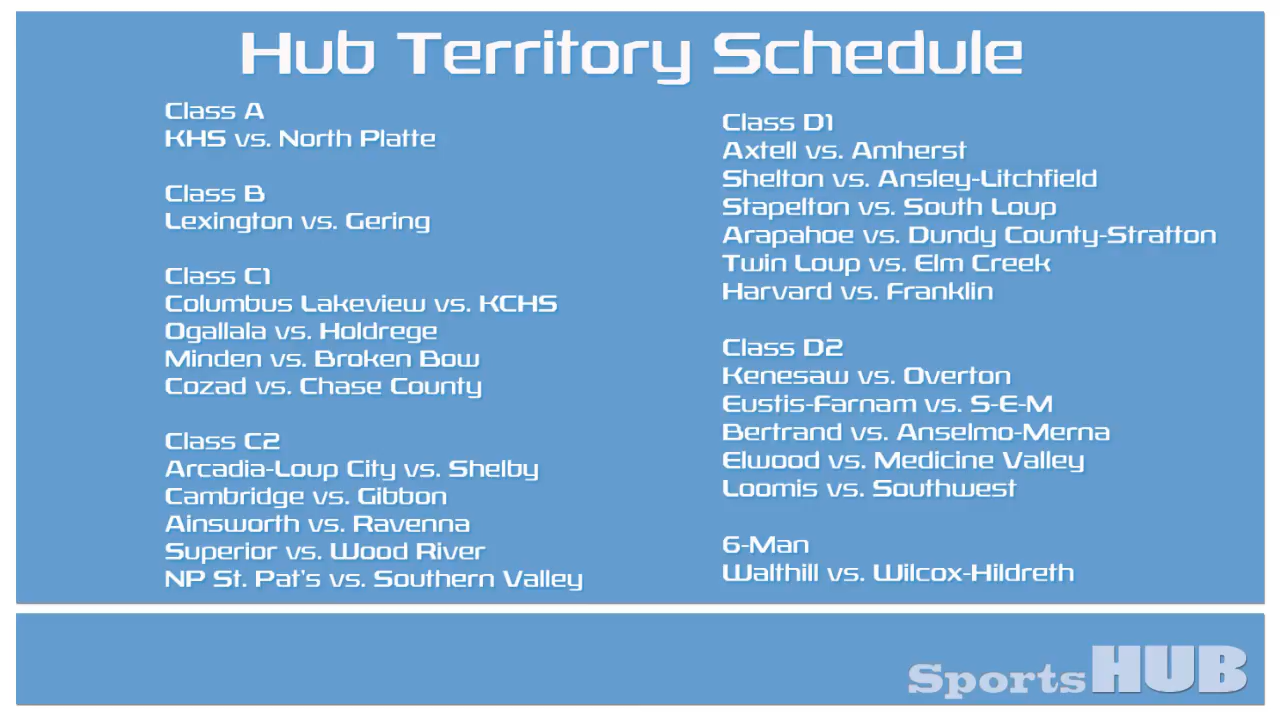 Hub Territory Schedule
Class A
KHS vs. North Platte
Class B
Lexington vs. Gering
Class C1
Columbus Lakeview vs. KCHS
Ogallala vs. Holdrege
Minden vs. Broken Bow
Cozad vs. Chase County
Class C2
Arcadia-Loup City vs. Shelby
Cambridge vs. Gibbon
Ainsworth vs. Ravenna
Superior vs. Wood River
NP St. Pat's vs. Southern Valley
Class D1
Axtell vs. Amherst
Shelton vs. Ansley-Litchfield
Stapelton vs. South Loup
Arapahoe vs. Dundy County-Stratton
Twin Loup vs. Elm Creek
Harvard vs. Franklin
Class D2
Kenesaw vs. Overton
Eustis-Farnam vs. S-E-M
Bertrand vs. Anselmo-Merna
Elwood vs. Medicine Valley
Loomis vs. Southwest
6-Man
Walthill vs. Wilcox-Hildreth
SportsHUB